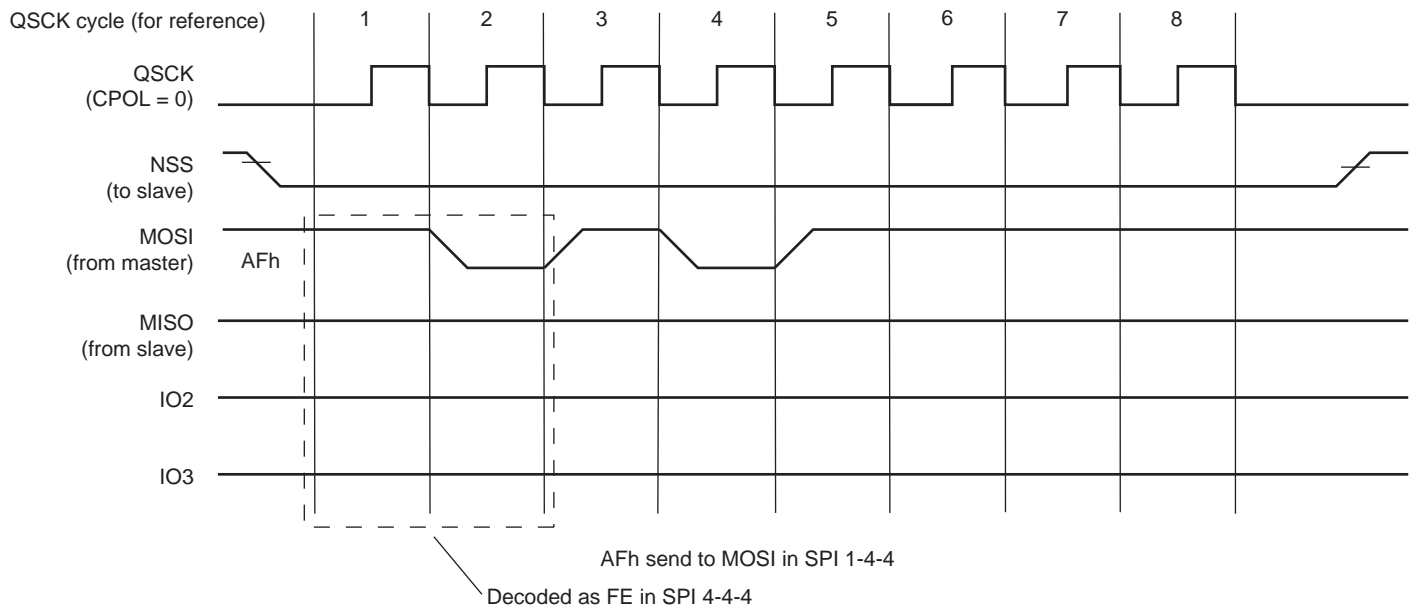 QSCK cycle (for reference) 1 2 3 4 5 6 7 8
QSCK
(CPOL = 0)
NSS
(to slave)
MOSI
(from master)
AFh
MISO
(from slave)
IO2
IO3
AFh send to MOSI in SPI 1-4-4
Decoded as FE in SPI 4-4-4